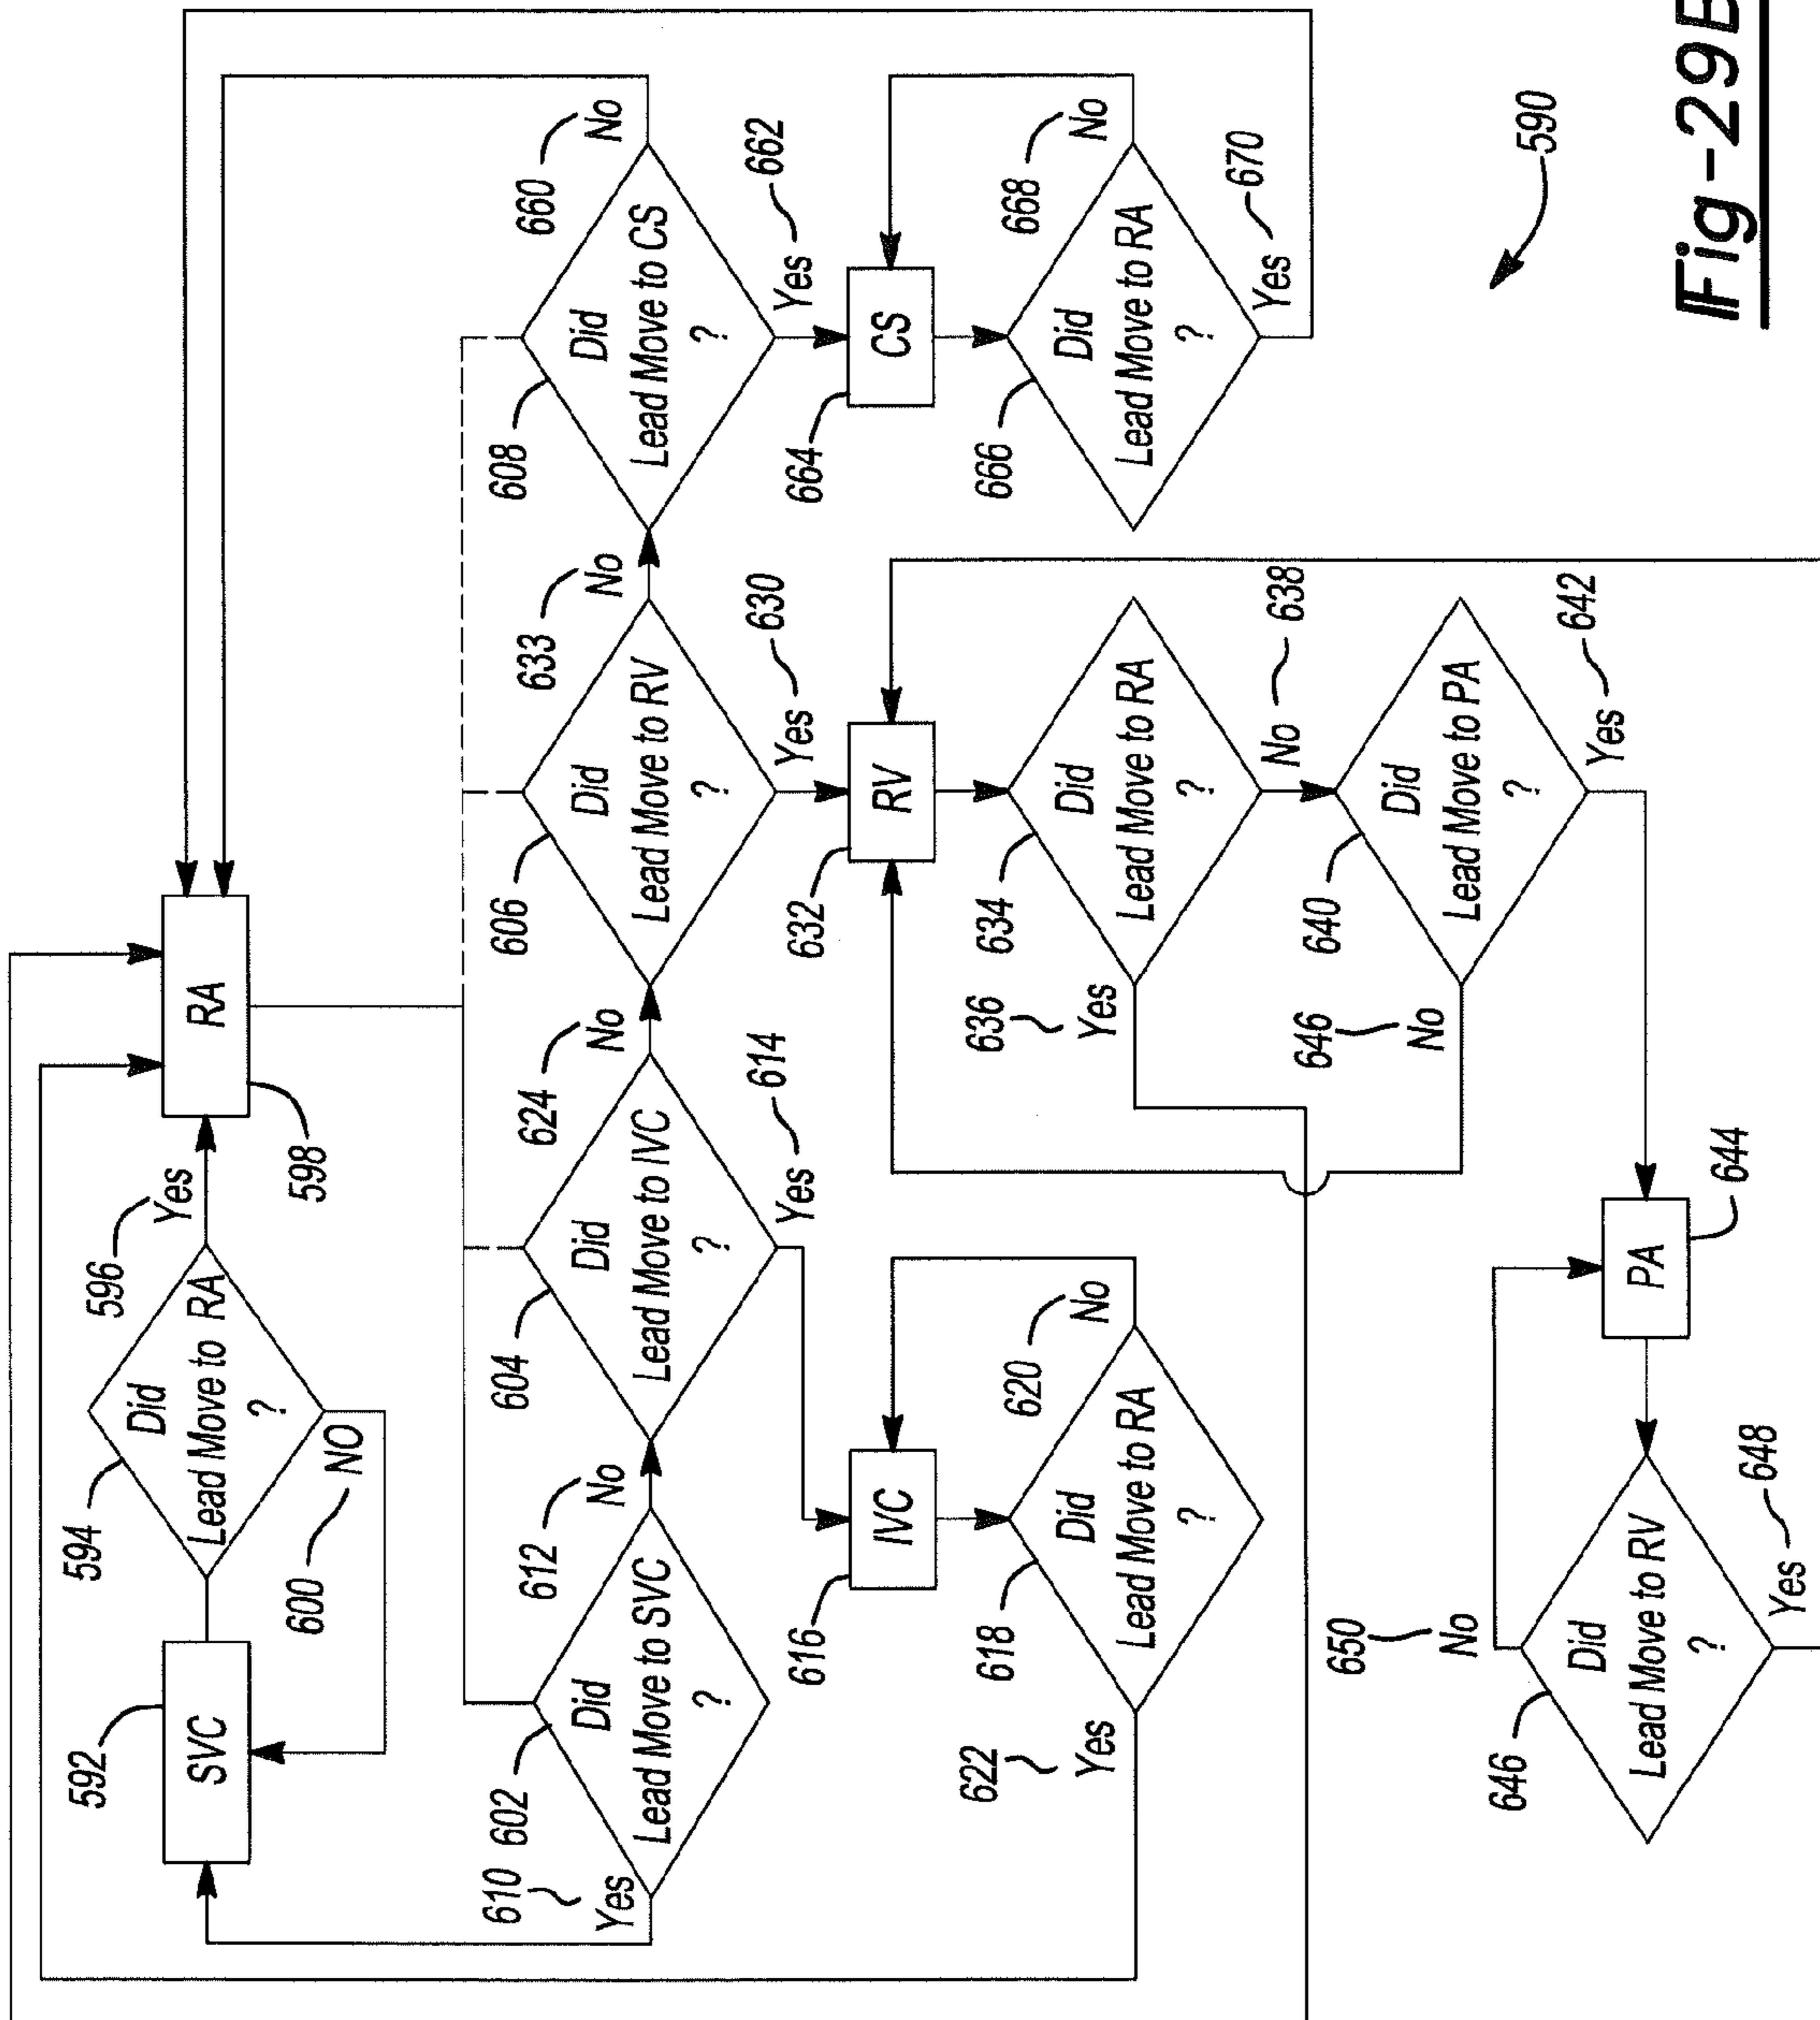 592
SVC
594
Did
Lead Move to RA
?
596
Yes
600
NO
RA
598
610
Yes
602
Did
Lead Move to SVC
?
612
No
604
Did
Lead Move to IVC
?
624
No
606
Did
Lead Move to RV
?
633
No
608
Did
Lead Move to CS
?
660
No
Yes
614
Yes
630
Yes
662
616
IVC
632
RV
664
CS
622
Yes
618
Did
Lead Move to RA
?
620
No
636
Yes
634
Did
Lead Move to RA
?
No
638
666
Did
Lead Move to RA
?
668
No
Yes
670
646
No
640
Did
Lead Move to PA
?
Yes
642
646
Did
Lead Move to RV
?
650
No
Yes
648
PA
644
590
Fig-29B